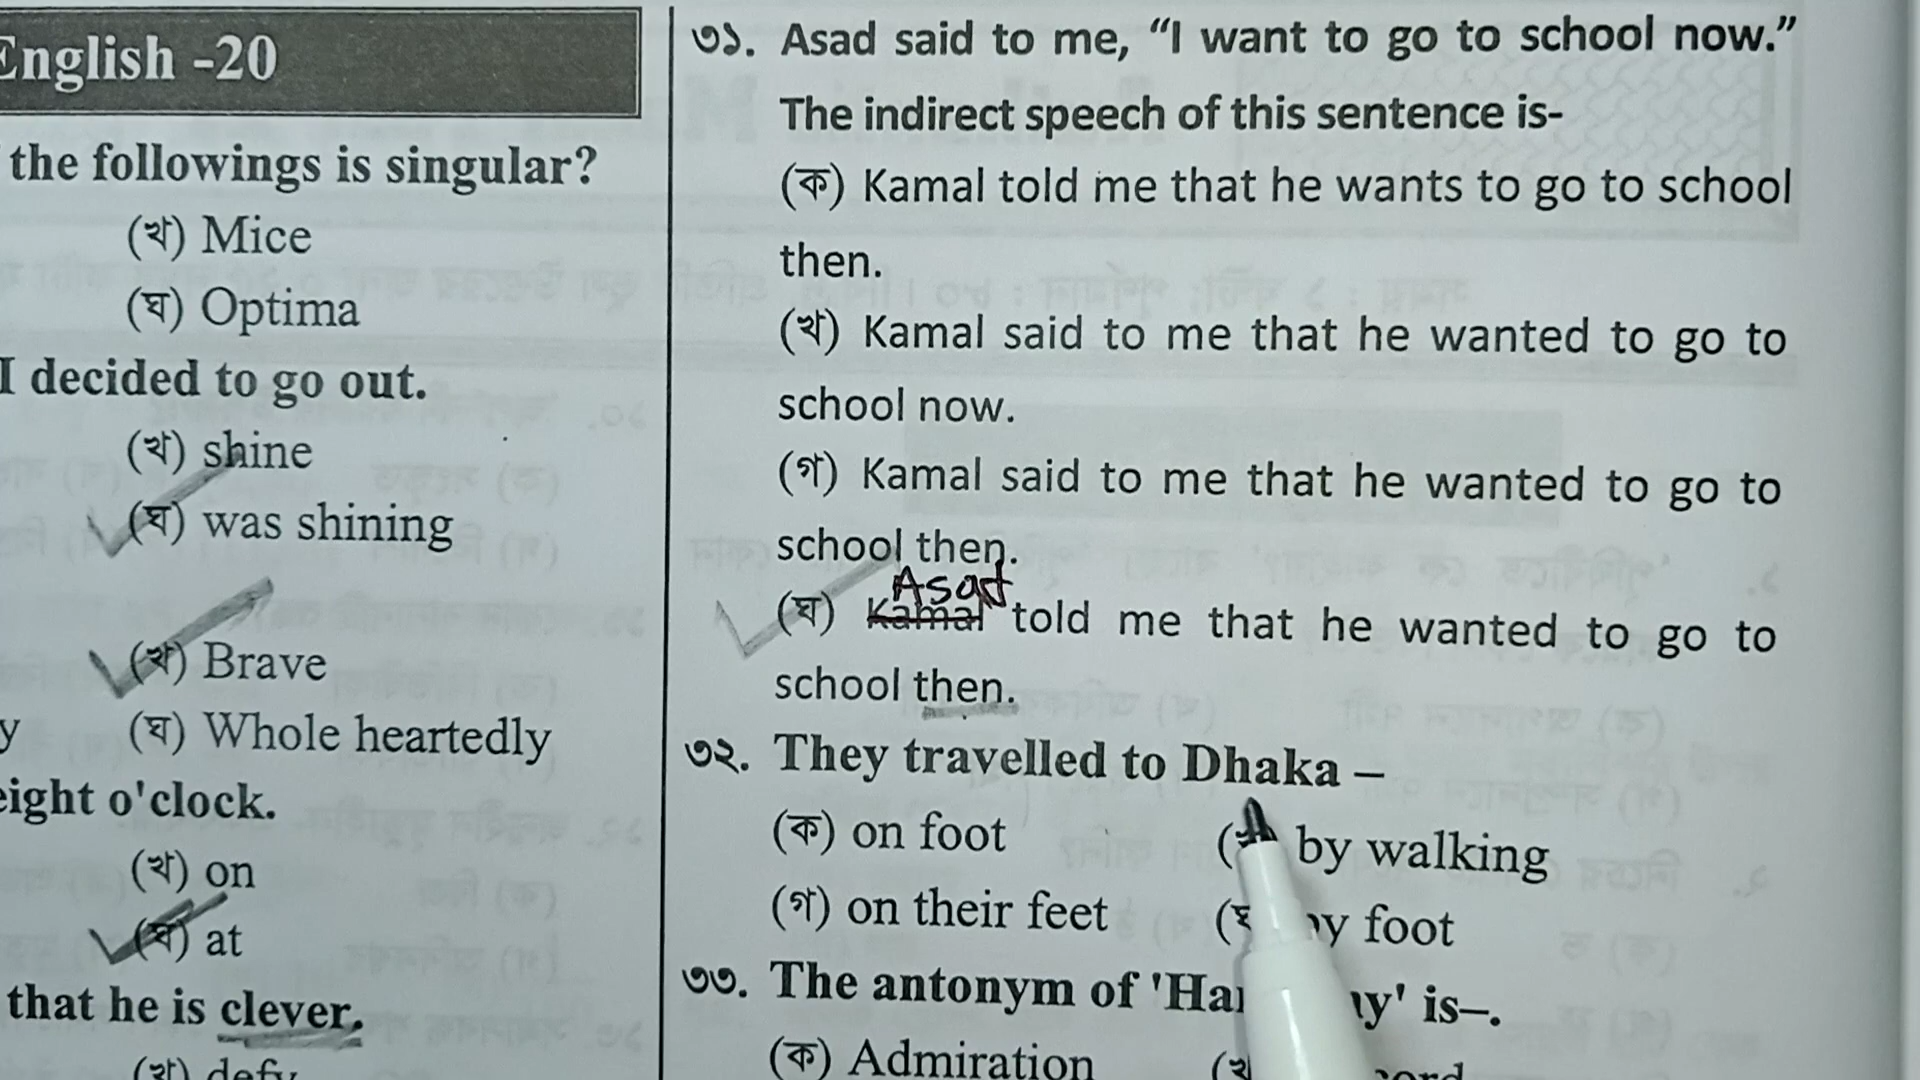 English -20
the followings is singular?
(খ) Mice
(ঘ) Optima
I decided to go out.
(খ) shine
(ঘ) was shining
(খ) Brave
y (ঘ) Whole heartedly
eight o'clock.
(খ) on
(ঘ) at
that he is clever.
(খ) defy
৩১. Asad said to me, “I want to go to school now.”
The indirect speech of this sentence is-
(ক) Kamal told me that he wants to go to school
then.
(খ) Kamal said to me that he wanted to go to
school now.
(গ) Kamal said to me that he wanted to go to
school then.
Asad
(ঘ) Kamal told me that he wanted to go to
school then.
৩২. They travelled to Dhaka –
(ক) on foot
by walking
(গ) on their feet
(ঘ) by foot
৩৩. The antonym of is–.
(ক) Admiration